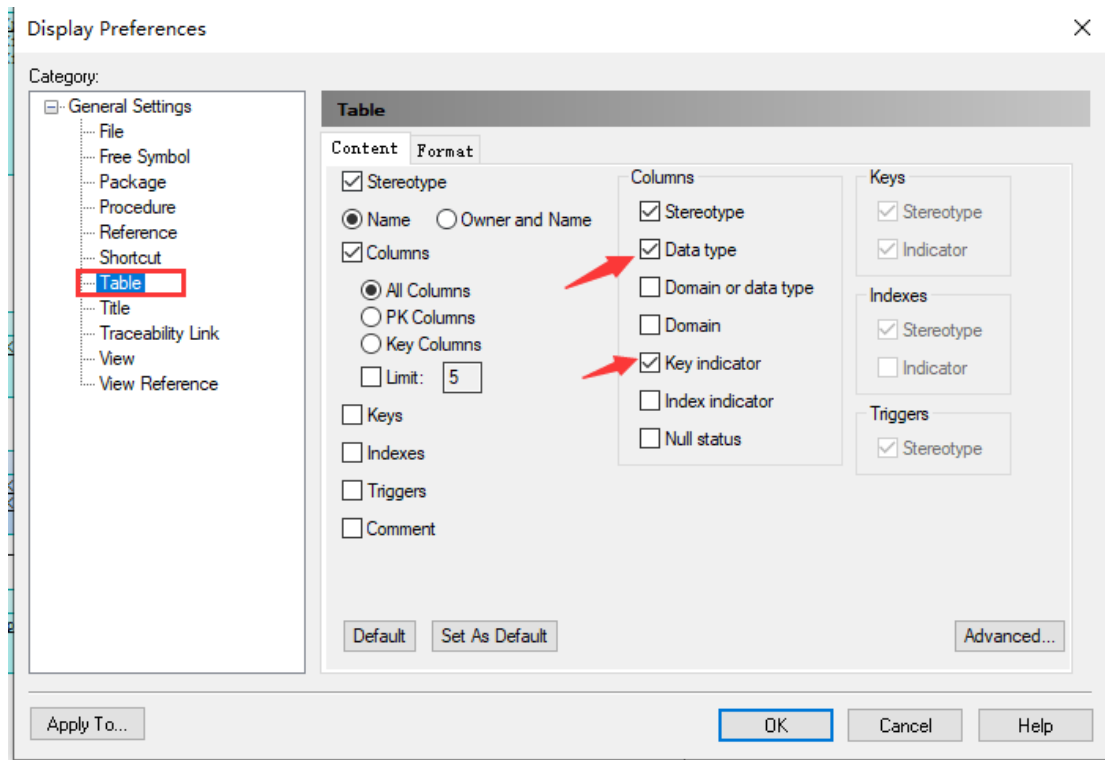 Display Preferences
Category:
General Settings
File
Free Symbol
Package
Procedure
Reference
Shortcut
Table
Title
Traceability Link
View
View Reference
Table
Content Format
Stereotype
Name Owner and Name
Columns
All Columns
PK Columns
Key Columns
Limit: 5
Keys
Indexes
Triggers
Comment
Columns
Stereotype
Data type
Domain or data type
Domain
Key indicator
Index indicator
Null status
Keys
Stereotype
Indicator
Indexes
Stereotype
Indicator
Triggers
Stereotype
Default Set As Default Advanced...
Apply To... OK Cancel Help